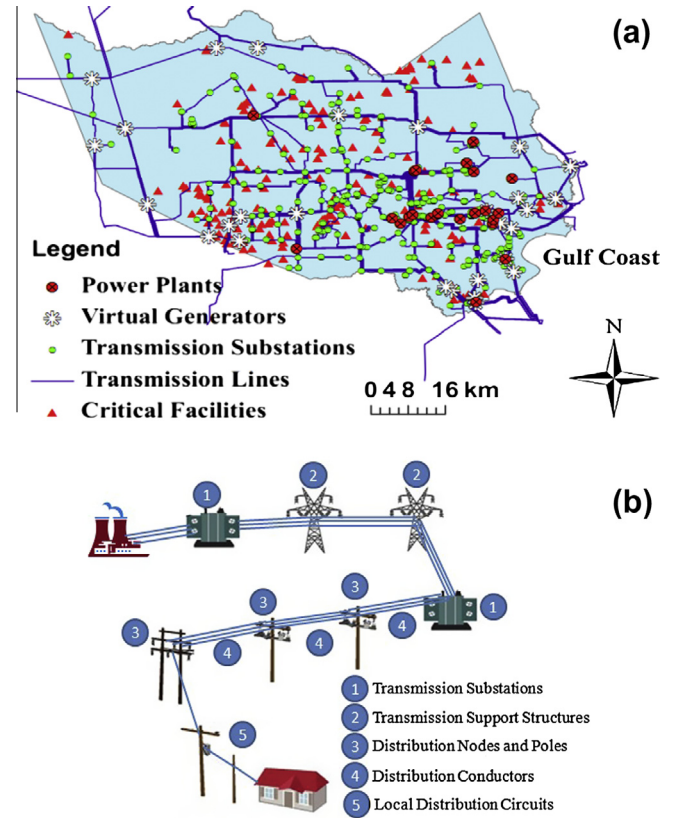 (a)
Gulf Coast
Legend
Power Plants
Virtual Generators
Transmission Substations
Transmission Lines
Critical Facilities
0 4 8 16 km
N
(b)
2
2
1
3
3
1
3
4
4
4
5
1 Transmission Substations
2 Transmission Support Structures
3 Distribution Nodes and Poles
4 Distribution Conductors
5 Local Distribution Circuits